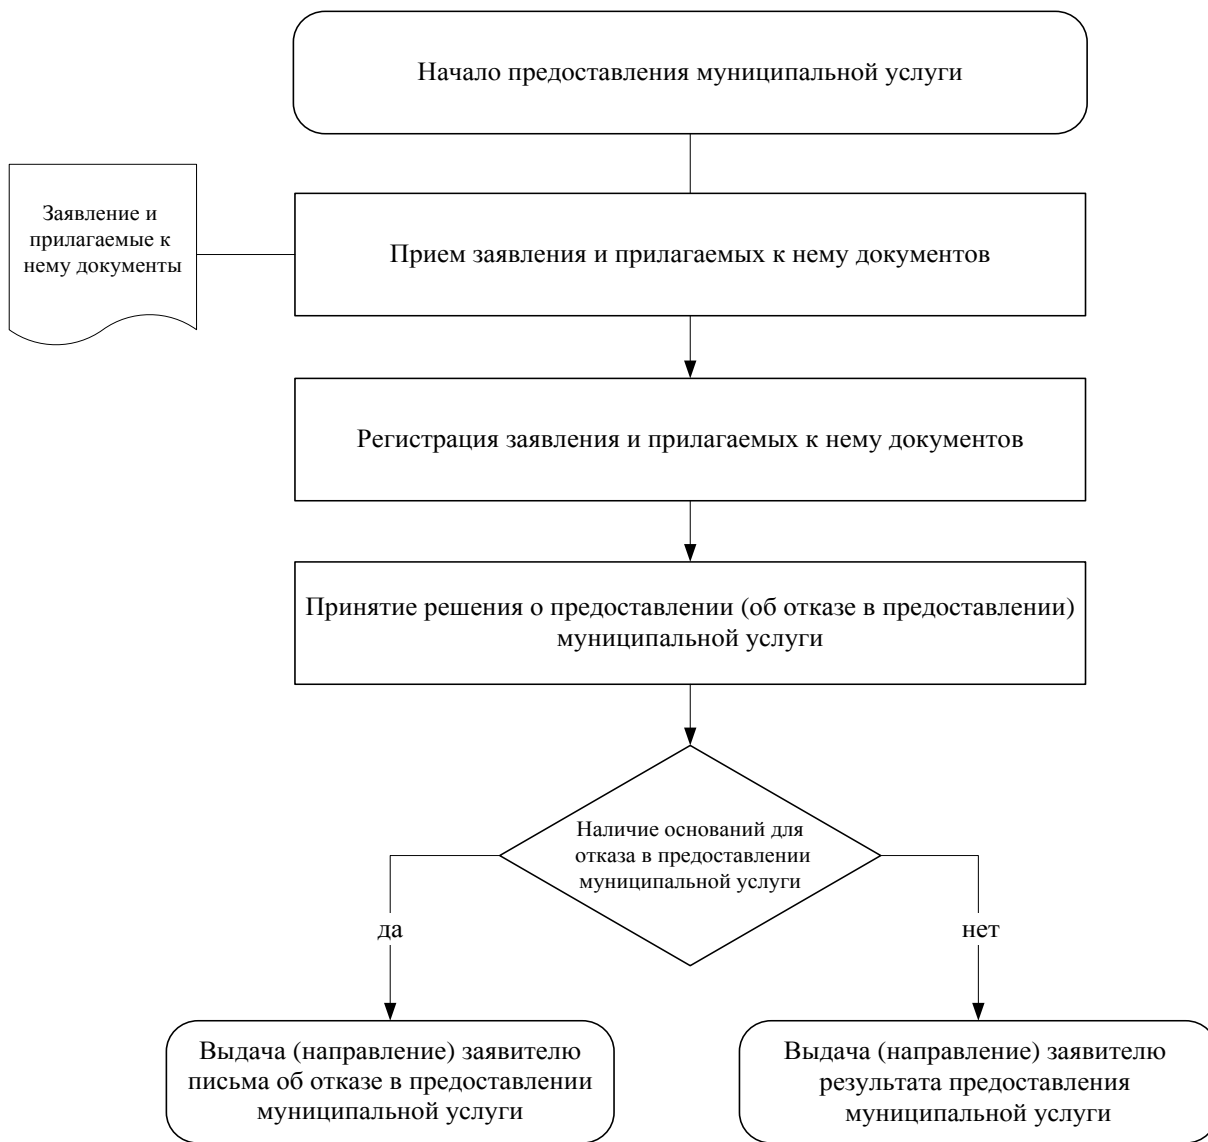 Начало предоставления муниципальной услуги
Заявление и
прилагаемые к
нему документы
Прием заявления и прилагаемых к нему документов
Регистрация заявления и прилагаемых к нему документов
Принятие решения о предоставлении (об отказе в предоставлении)
муниципальной услуги
Наличие оснований для
отказа в предоставлении
муниципальной услуги
да
нет
Выдача (направление) заявителю
письма об отказе в предоставлении
муниципальной услуги
Выдача (направление) заявителю
результата предоставления
муниципальной услуги